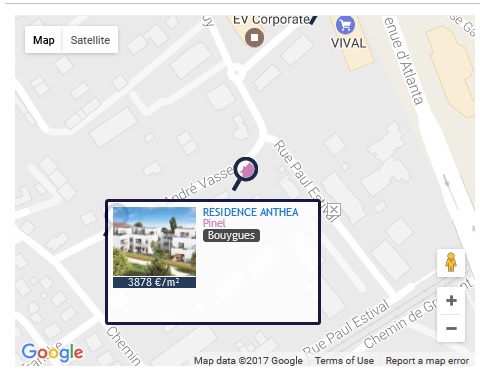 EV Corporate
VIVAL
Map
Satellite
enue d'Atlanta
André Vasse
Rue Paul Estival
RESIDENCE ANTHEA
Pinel
Bouygues
3878 €/m²
Rue Paul Estival
Chemin de G
Chemin
Google
Map data ©2017 Google
Terms of Use
Report a map error